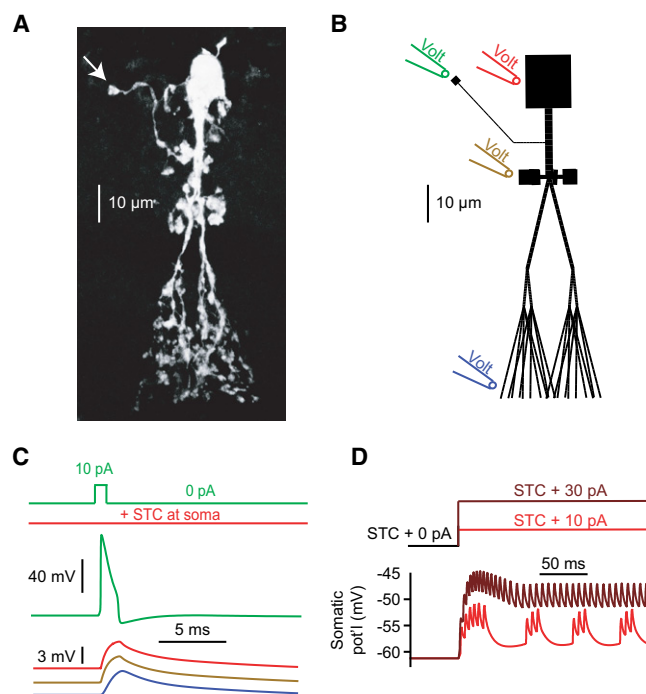 A
B
Volt
Volt
Volt
10 µm
10 µm
Volt
C
D
10 pA
0 pA
+ STC at soma
40 mV
5 ms
3 mV
STC + 30 pA
STC + 0 pA
STC + 10 pA
50 ms
-45
-50
-55
-60
Somatic
pot'l (mV)